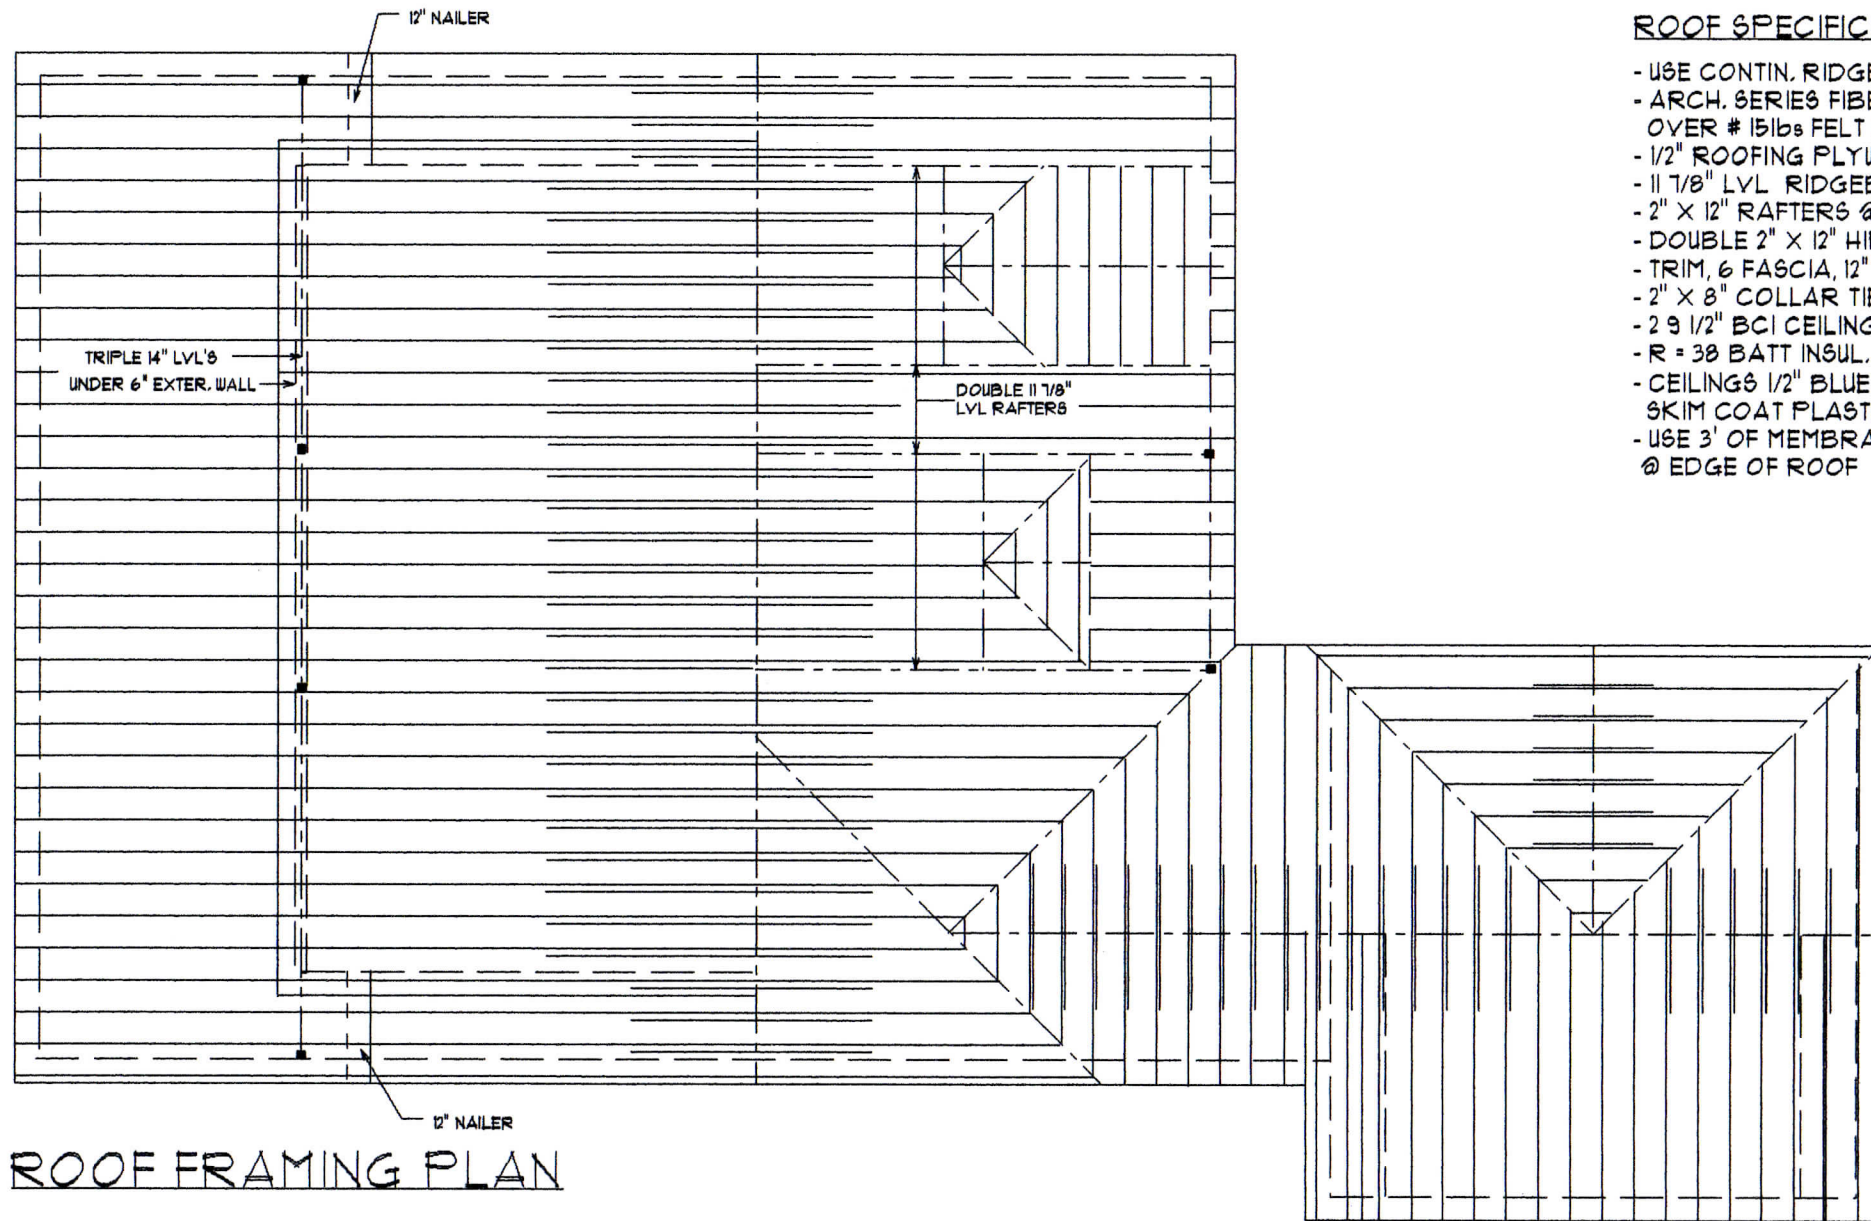 12" NAILER
TRIPLE 14" LVL'S
UNDER 6" EXTER. WALL
DOUBLE 11 7/8"
LVL RAFTERS
12" NAILER
ROOF FRAMING PLAN
ROOF SPECIFIC
- USE CONTIN. RIDGE
- ARCH. SERIES FIBE
OVER # 15lbs FELT
- 1/2" ROOFING PLYW
- 11 7/8" LVL RIDGEB
- 2" X 12" RAFTERS @
- DOUBLE 2" X 12" HI
- TRIM, 6 FASCIA, 12"
- 2" X 8" COLLAR TIE
- 2 9 1/2" BCI CEILING
- R = 38 BATT INSUL.
- CEILINGS 1/2" BLUE
SKIM COAT PLAST
- USE 3' OF MEMBRA
@ EDGE OF ROOF